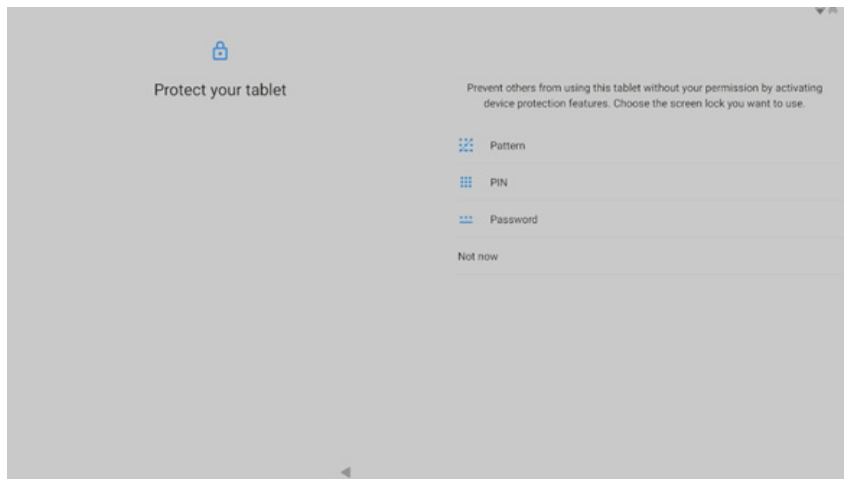 Protect your tablet
Prevent others from using this tablet without your permission by activating
device protection features. Choose the screen lock you want to use.
Pattern
PIN
Password
Not now